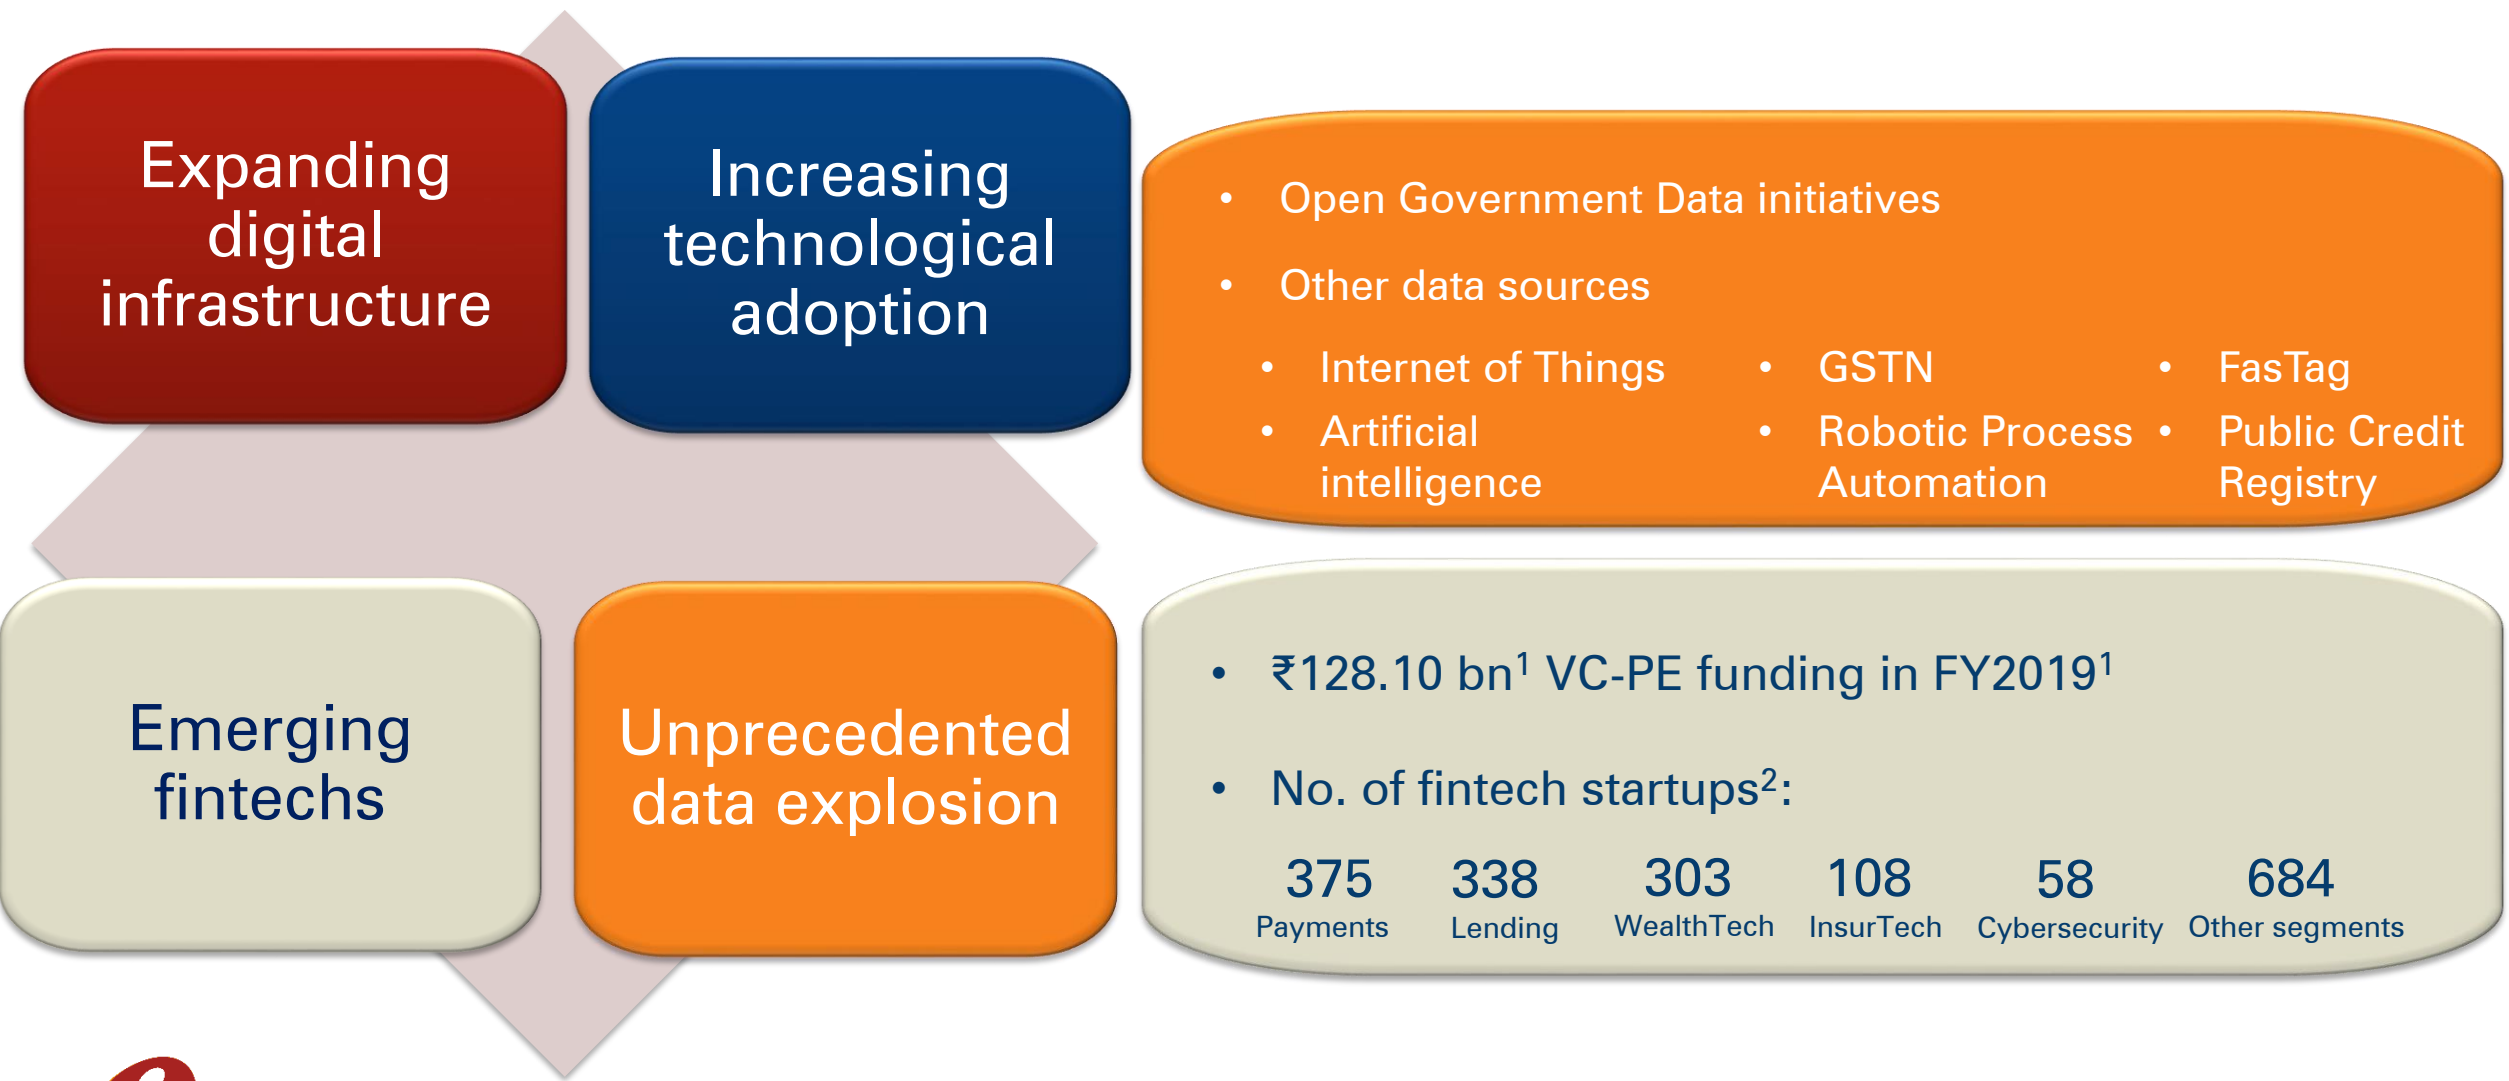 Expanding
digital
infrastructure
Increasing
technological
adoption
• Open Government Data initiatives
• Other data sources
• Internet of Things
• GSTN
• FasTag
• Artificial
intelligence
• Robotic Process
Automation
• Public Credit
Registry
Emerging
fintechs
Unprecedented
data explosion
• ₹128.10 bn¹ VC-PE funding in FY2019¹
• No. of fintech startups²:
375 338 303 108 58 684
Payments Lending WealthTech InsurTech Cybersecurity Other segments